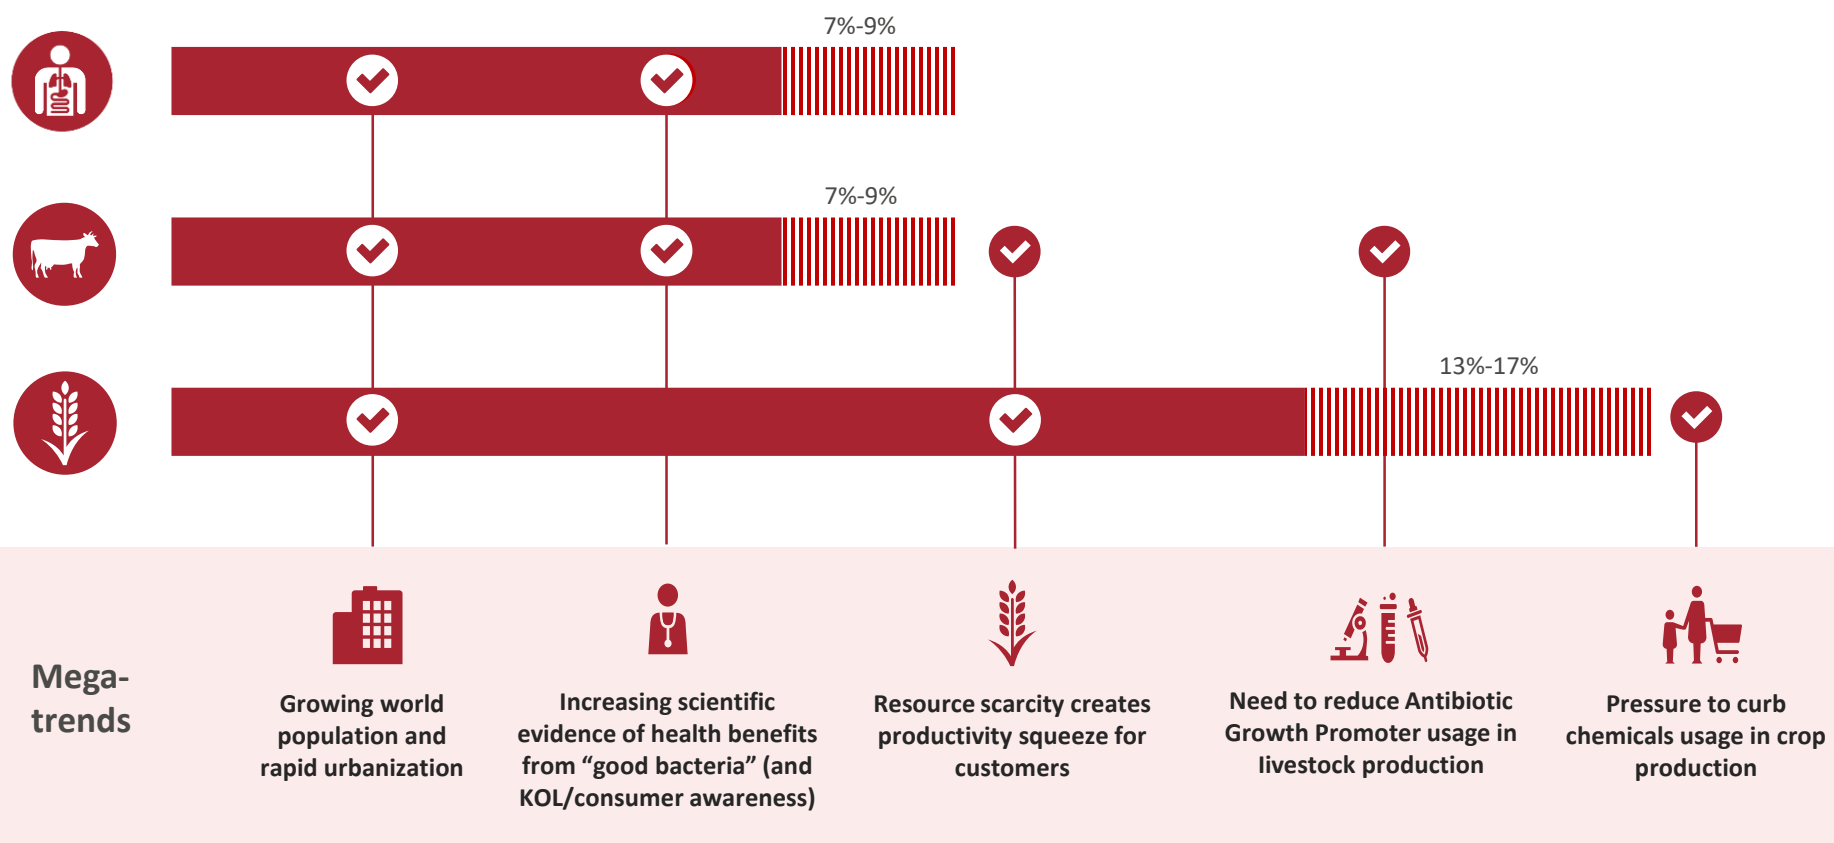 7%-9%
7%-9%
13%-17%
Mega-
trends
Growing world
population and
rapid urbanization
Increasing scientific
evidence of health benefits
from “good bacteria” (and
KOL/consumer awareness)
Resource scarcity creates
productivity squeeze for
customers
Need to reduce Antibiotic
Growth Promoter usage in
livestock production
Pressure to curb
chemicals usage in crop
production